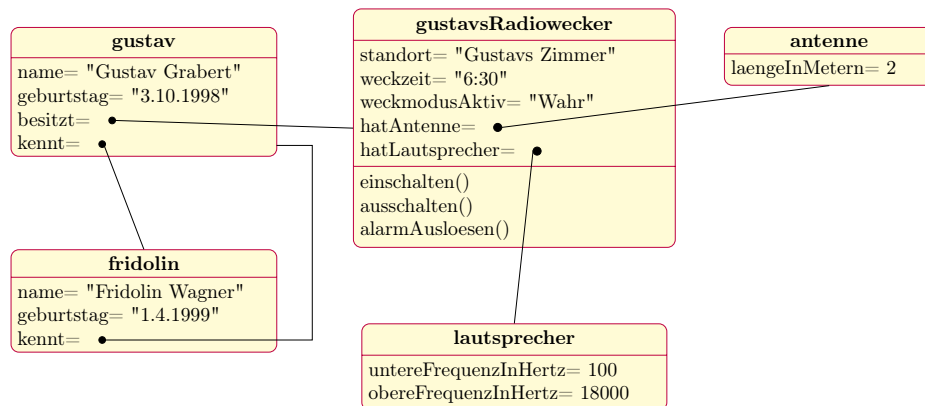 gustav
name= "Gustav Grabert"
geburtstag= "3.10.1998"
besitzt=
kennt=
gustavsRadiowecker
standort= "Gustavs Zimmer"
weckzeit= "6:30"
weckmodusAktiv= "Wahr"
hatAntenne=
hatLautsprecher=
einschalten()
ausschalten()
alarmAusloesen()
antenne
laengeInMetern= 2
fridolin
name= "Fridolin Wagner"
geburtstag= "1.4.1999"
kennt=
lautsprecher
untereFrequenzInHertz= 100
obereFrequenzInHertz= 18000